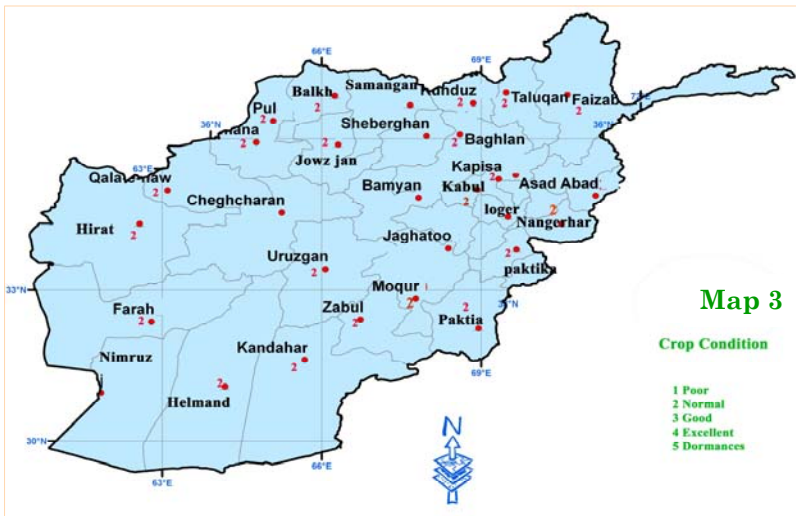 66°E
69°E
Balkh
2
Samangan
Kunduz
2
2
Taluqan
Faizab
2
72°E
Pul
2
36°N
mana
2
Sheberghan
2
Jowz jan
2
Baghlan
36°N
63°E
Qala-e-naw
2
Cheghcharan
Bamyan
Kapisa
2
Kabul
2
Asad Abad
loger
2
Nangerhar
Hirat
2
Jaghatoo
Uruzgan
2
2
paktika
33°N
Moqur
2
2
Paktia
Farah
2
Zabul
2
Nimruz
Kandahar
2
69°E
Helmand
2
30°N
63°E
66°E
N
Map 3
Crop Condition
1 Poor
2 Normal
3 Good
4 Excellent
5 Dormances